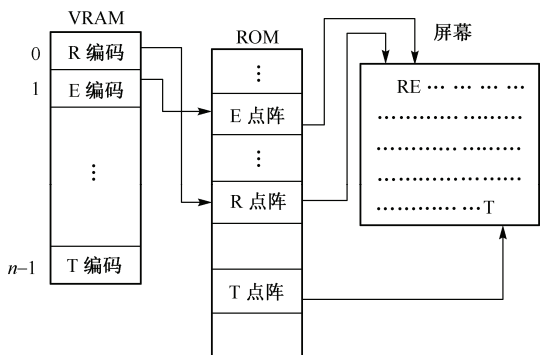 VRAM
0 R 编码
1 E 编码
⋮
n–1 T 编码
ROM
⋮
E 点阵
⋮
R 点阵
T 点阵
屏幕
RE … … … …
………… ………
………… ………
………… ………
………… …T